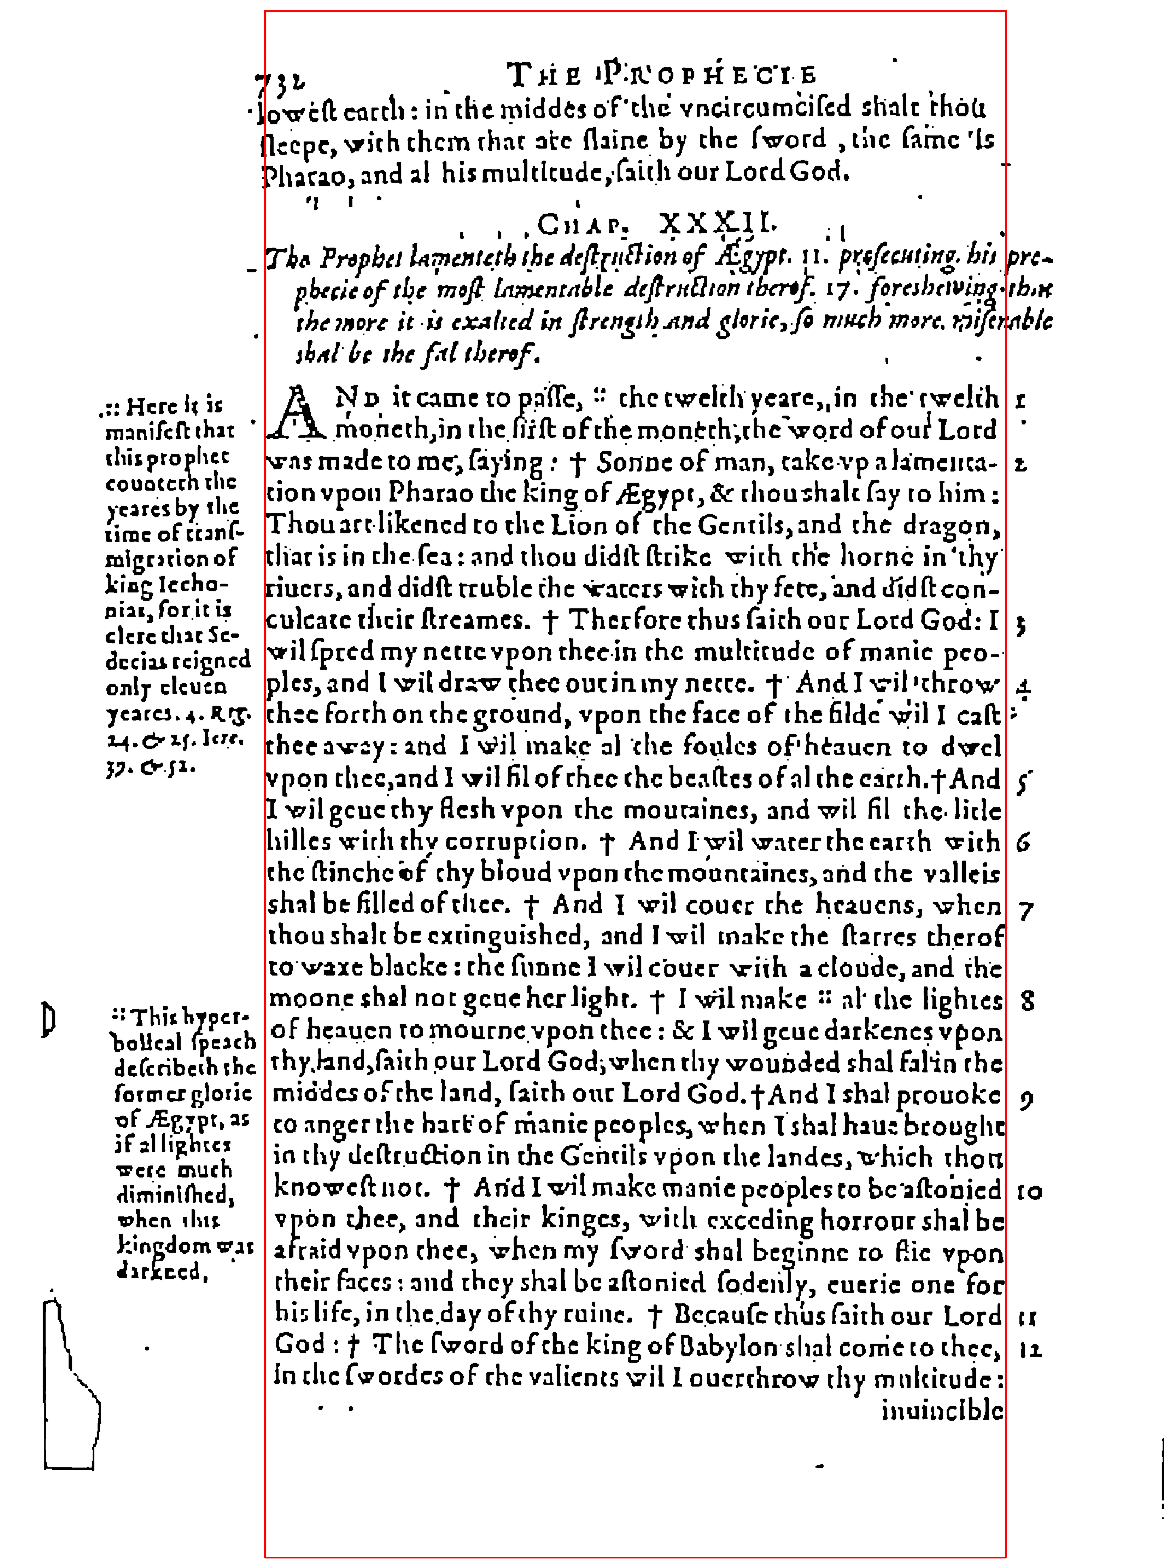 732 THE PROPHECIE
lowest earth: in the middes of the vncircumcised shalt thou
ſleepe, with them that are ſlaine by the ſword, the ſame is
Pharao, and al his multitude, ſaith our Lord God.
CHAP. XXXII.
The Prophet lamenteth the deſtruction of Ægypt. 11. proſecuting his pre-
phecie of the moſt lamentable deſtruction therof. 17. foreshewing that
the more it is exalted in ſtrength and glorie, ſo much more miſerable
shal be the fal therof.
AND it came to paſſe, :: the twelth yeare, in the twelth 1
moneth, in the firſt of the moneth, the word of our Lord
was made to me, ſaying: † Sonne of man, take vp a lamenta- 2
tion vpon Pharao the king of Ægypt, & thou shalt ſay to him:
Thou art likened to the Lion of the Gentils, and the dragon,
that is in the ſea: and thou didſt ſtrike with the horne in thy
riuers, and didſt truble the waters with thy fete, and didſt con-
culcate their ſtreames. † Therfore thus ſaith our Lord God: I 3
wil ſpred my nette vpon thee in the multitude of manie peo-
ples, and I wil draw thee out in my nette. † And I wil throw 4
thee forth on the ground, vpon the face of the filde wil I caſt
thee away: and I wil make al the foules of heauen to dwel
vpon thee, and I wil fil of thee the beaſtes of al the earth. † And 5
I wil geue thy flesh vpon the mountaines, and wil fil the litle
hilles with thy corruption. † And I wil water the earth with 6
the ſtinche of thy bloud vpon the mountaines, and the valleis
shal be filled of thee. † And I wil couer the heauens, when 7
thou shalt be extinguished, and I wil make the ſtarres therof
to waxe blacke: the ſunne I wil couer with a cloude, and the
moone shal not geue her light. † I wil make :: al the lightes 8
of heauen to mourne vpon thee: & I wil geue darkenes vpon
thy land, ſaith our Lord God, when thy wounded shal fal in the
middes of the land, ſaith our Lord God. † And I shal prouoke 9
to anger the hart of manie peoples, when I shal haue brought
in thy deſtruction in the Gentils vpon the landes, which thou
knoweſt not. † And I wil make manie peoples to be aſtonied 10
vpon thee, and their kinges, with exceding horrour shal be
afraid vpon thee, when my ſword shal beginne to flie vpon
their faces: and they shal be aſtonied ſodenly, euerie one for
his life, in the day of thy ruine. † Becauſe thus ſaith our Lord 11
God: † The ſword of the king of Babylon shal come to thee, 12
in the ſwordes of the valients wil I ouerthrow thy multitude:
inuincible
:: Here it is
manifeſt that
this prophet
counteth the
yeares by the
time of tranſ-
migration of
king Iecho-
nias, for it is
clere that Se-
decias reigned
only eleuen
yeares. 4. Reg.
24. & 25. Iere.
37. & 52.
:: This hyper-
bolical ſpeach
deſcribeth the
former glorie
of Ægypt, as
if al lightes
were much
diminiſhed,
when this
kingdom was
darkned,